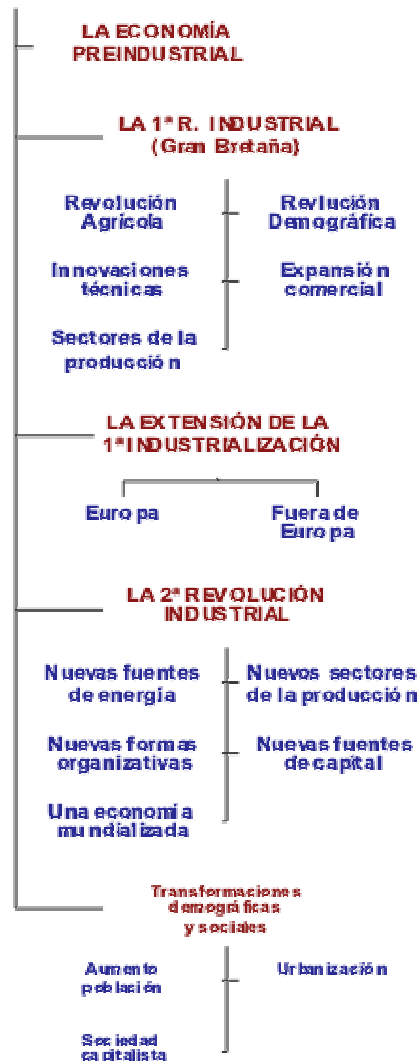 LA ECONOMÍA
PREINDUSTRIAL
LA 1ª R. INDUSTRIAL
(Gran Bretaña)
Revolución
Agrícola
Revlución
Demográfica
Innovaciones
técnicas
Expansión
comercial
Sectores de la
producción
LA EXTENSIÓN DE LA
1ª INDUSTRIALIZACIÓN
Europa
Fuera de
Europa
LA 2ª REVOLUCIÓN
INDUSTRIAL
Nuevas fuentes
de energía
Nuevos sectores
de la producción
Nuevas formas
organizativas
Nuevas fuentes
de capital
Una economía
mundializada
Transformaciones
demográficas
y sociales
Aumento
población
Urbanización
Sociedad
capitalista